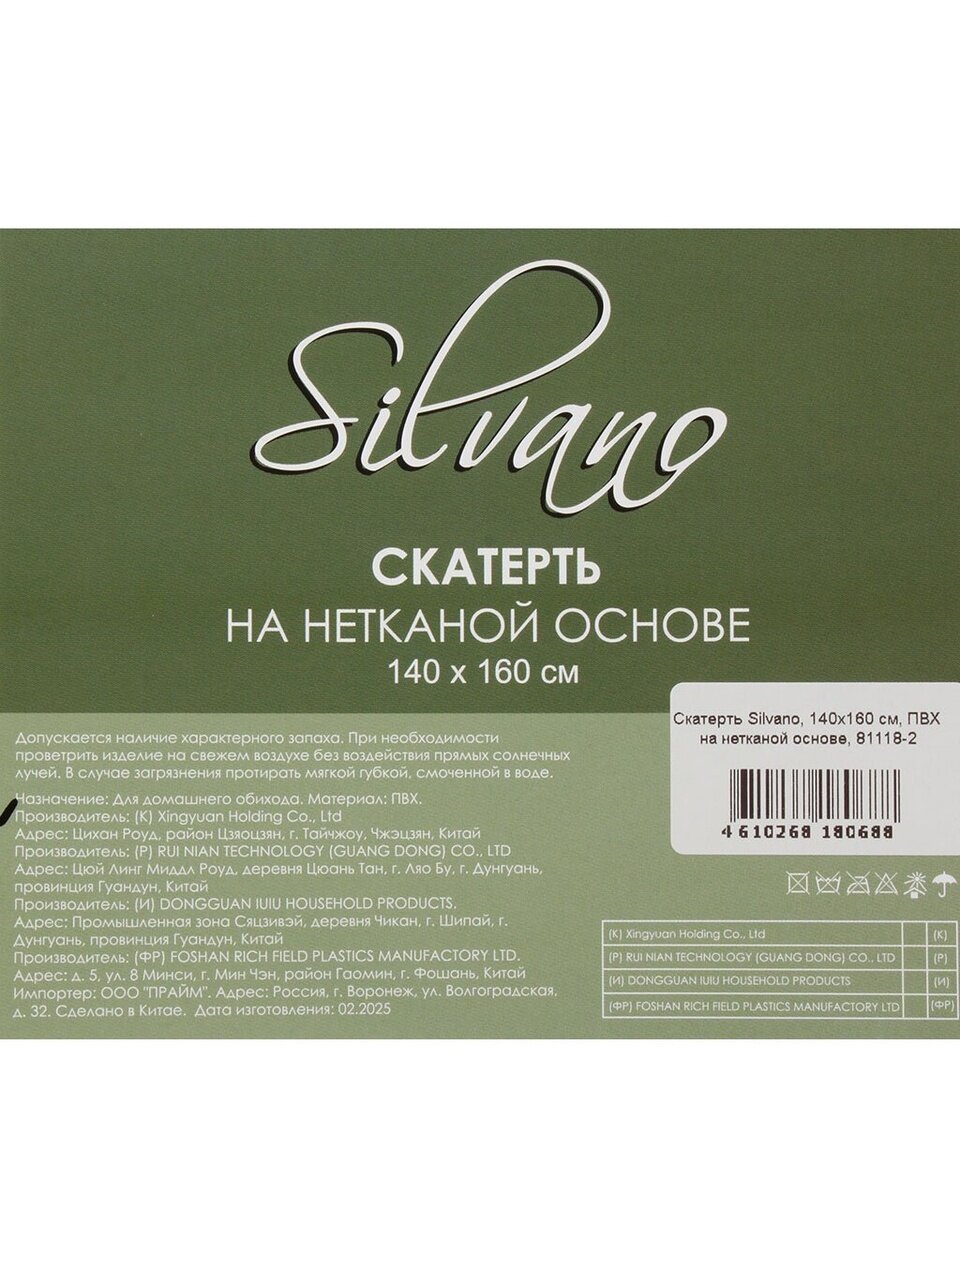 Silvano
СКАТЕРТЬ
НА НЕТКАНОЙ ОСНОВЕ
140 х 160 см
Скатерть Silvano, 140х160 см, ПВХ
на нетканой основе, 81118-2
4 610268 180688
Допускается наличие характерного запаха. При необходимости
проветрить изделие на свежем воздухе без воздействия прямых солнечных
лучей. В случае загрязнения протирать мягкой губкой, смоченной в воде.
Назначение: Для домашнего обихода. Материал: ПВХ.
Производитель: (К) Xingyuan Holding Co., Ltd
Адрес: Цихан Роуд, район Цзяоцзян, г. Тайчжоу, Чжэцзян, Китай
Производитель: (Р) RUI NIAN TECHNOLOGY (GUANG DONG) CO., LTD
Адрес: Цюй Линг Миддл Роуд, деревня Цюань Тан, г. Ляо Бу, г. Дунгуань,
провинция Гуандун, Китай
Производитель: (И) DONGGUAN IUIU HOUSEHOLD PRODUCTS.
Адрес: Промышленная зона Сяцзивэй, деревня Чикан, г. Шипай, г.
Дунгуань, провинция Гуандун, Китай
Производитель: (ФР) FOSHAN RICH FIELD PLASTICS MANUFACTORY LTD.
Адрес: д. 5, ул. 8 Минси, г. Мин Чэн, район Гаомин, г. Фошань, Китай
Импортер: ООО "ПРАЙМ". Адрес: Россия, г. Воронеж, ул. Волгоградская,
д. 32. Сделано в Китае. Дата изготовления: 02.2025
(К) Xingyuan Holding Co., Ltd (К)
(Р) RUI NIAN TECHNOLOGY (GUANG DONG) CO., LTD (Р)
(И) DONGGUAN IUIU HOUSEHOLD PRODUCTS (И)
(ФР) FOSHAN RICH FIELD PLASTICS MANUFACTORY LTD (ФР)